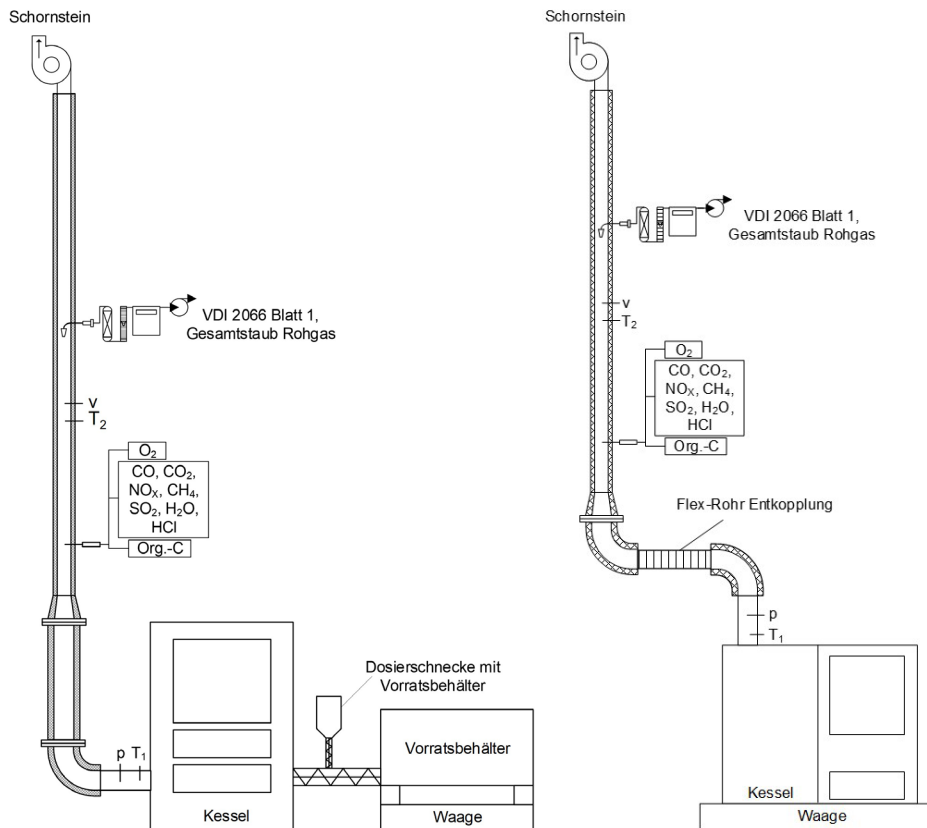 Schornstein
VDI 2066 Blatt 1,
Gesamtstaub Rohgas
v
T₂
O₂
CO, CO₂,
NOₓ, CH₄,
SO₂, H₂O,
HCl
Org.-C
p T₁
Dosierschnecke mit
Vorratsbehälter
Vorratsbehälter
Kessel
Waage
Schornstein
VDI 2066 Blatt 1,
Gesamtstaub Rohgas
v
T₂
O₂
CO, CO₂,
NOₓ, CH₄,
SO₂, H₂O,
HCl
Org.-C
Flex-Rohr Entkopplung
p
T₁
Kessel
Waage